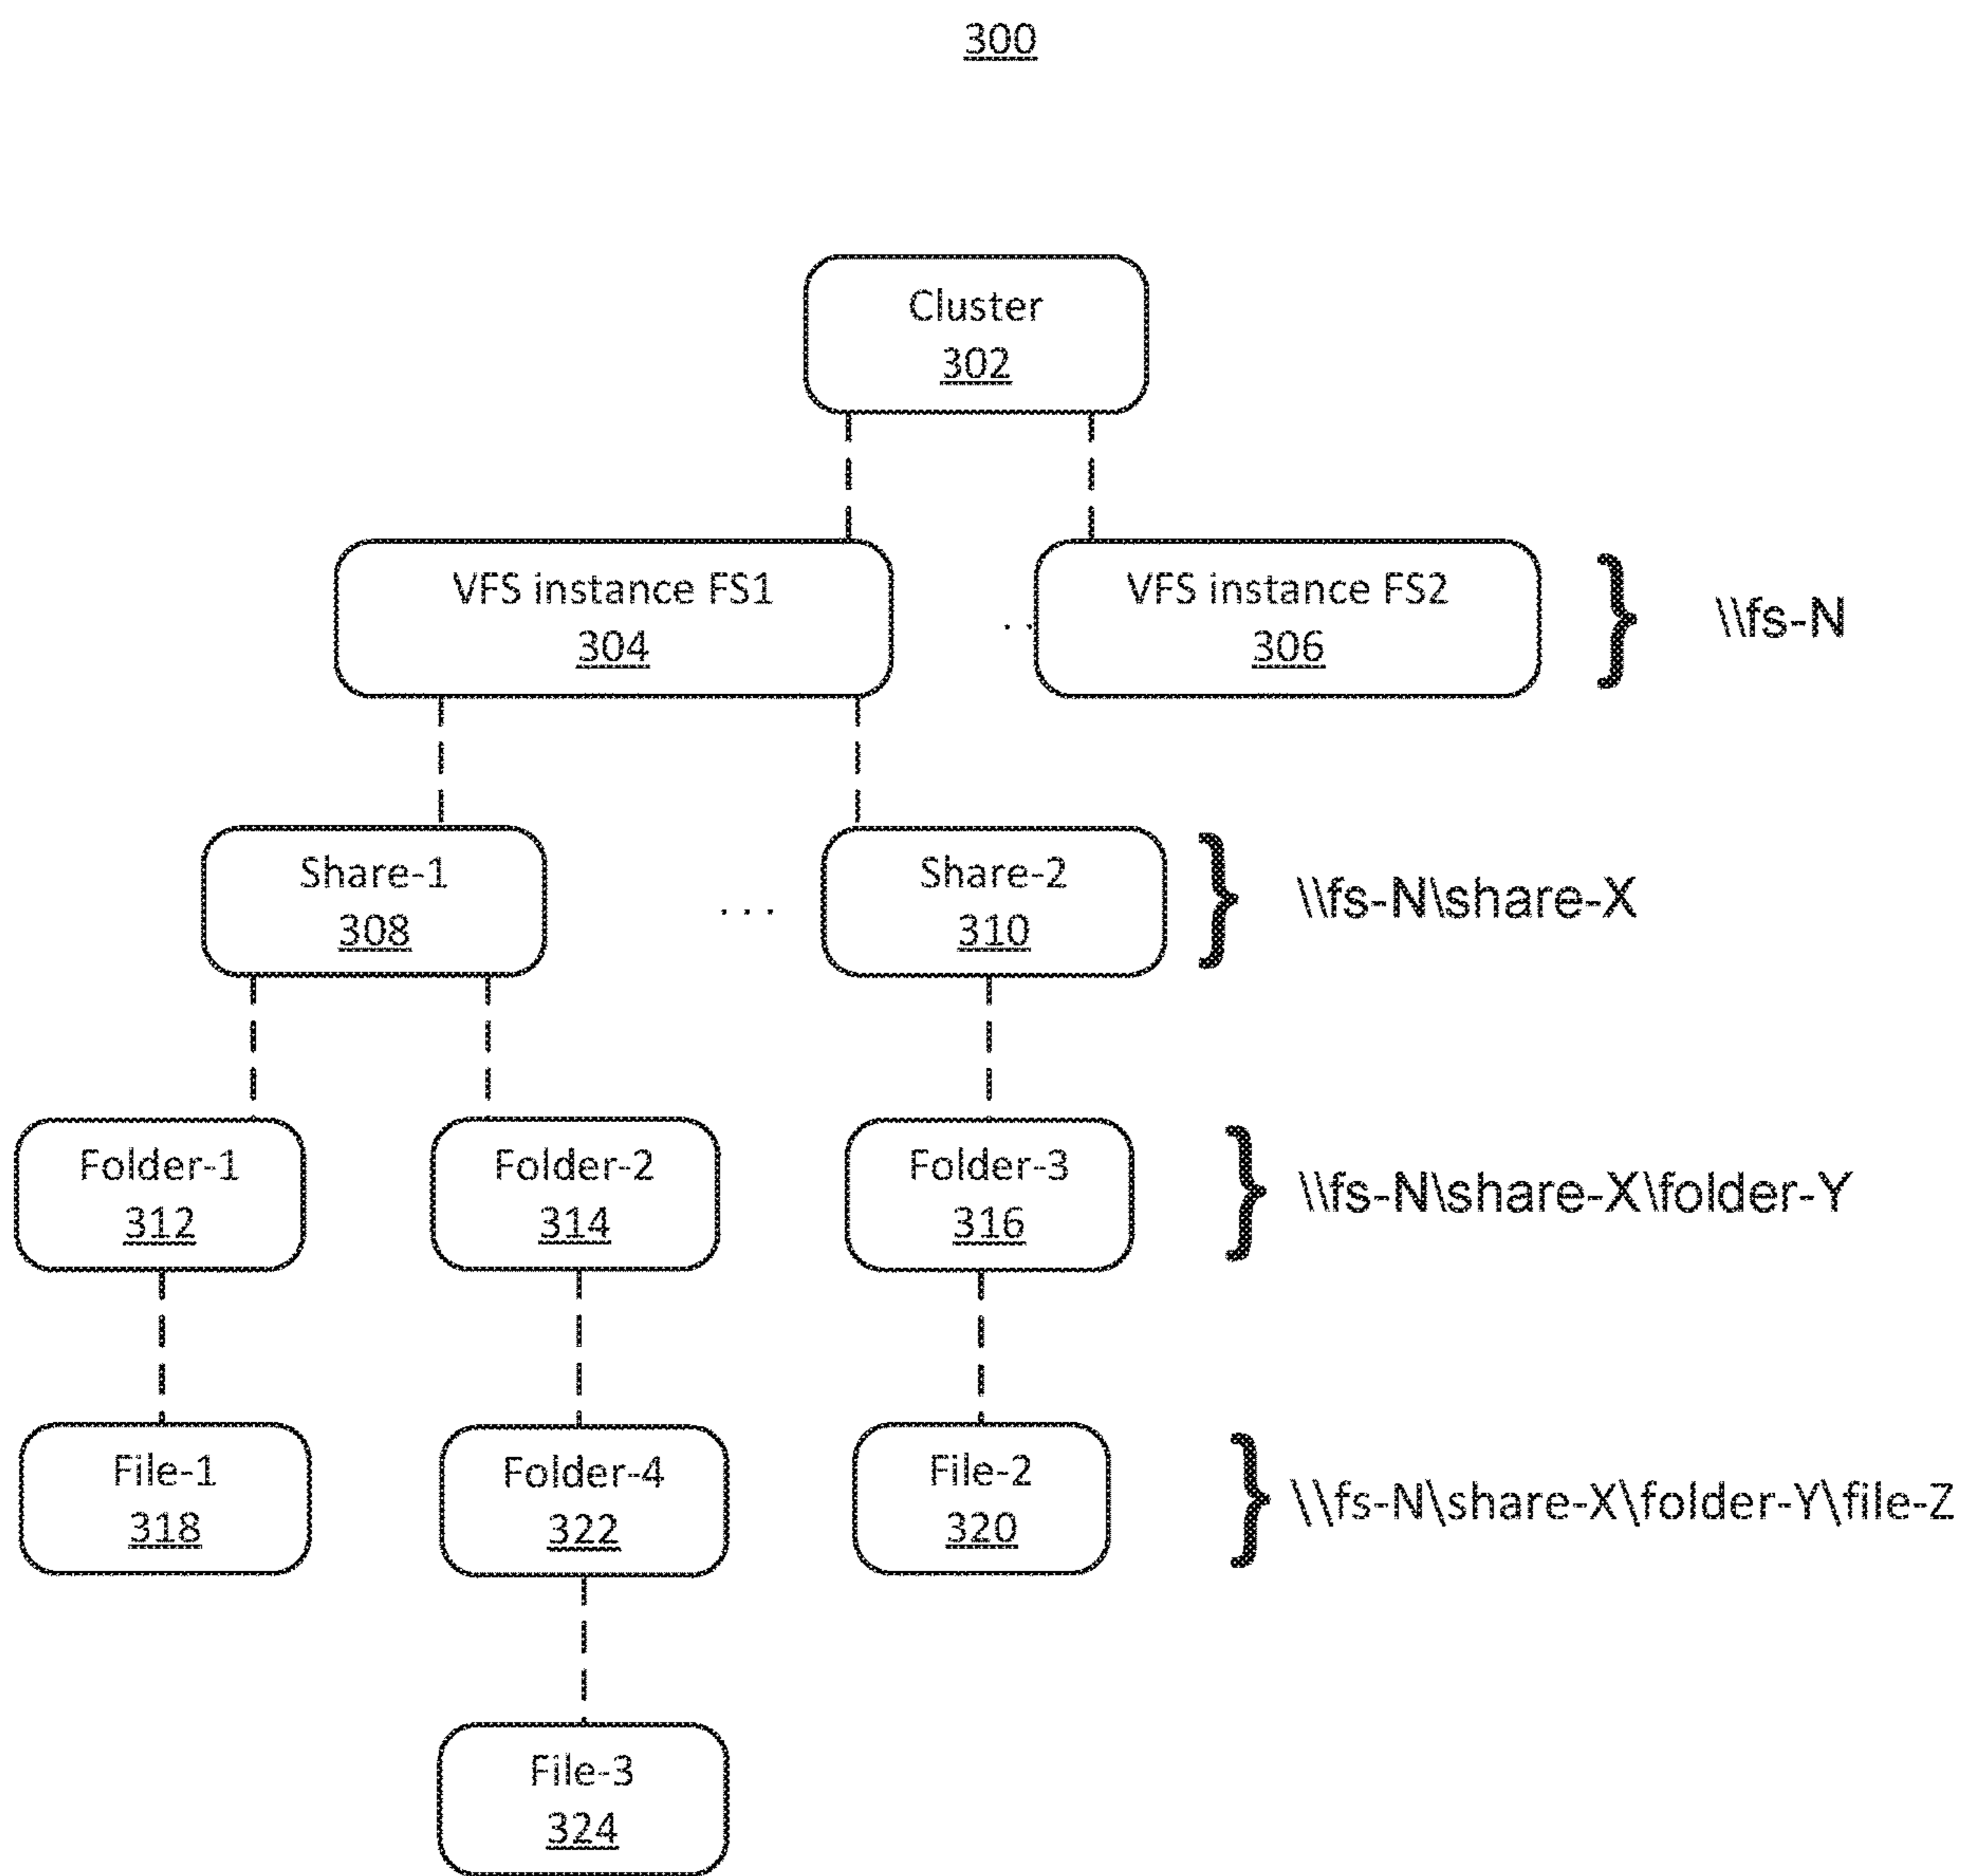 300
Cluster
302
VFS instance FS1
304
..
VFS instance FS2
306
} \\fs-N
Share-1
308
...
Share-2
310
} \\fs-N\share-X
Folder-1
312
Folder-2
314
Folder-3
316
} \\fs-N\share-X\folder-Y
File-1
318
Folder-4
322
File-2
320
} \\fs-N\share-X\folder-Y\file-Z
File-3
324